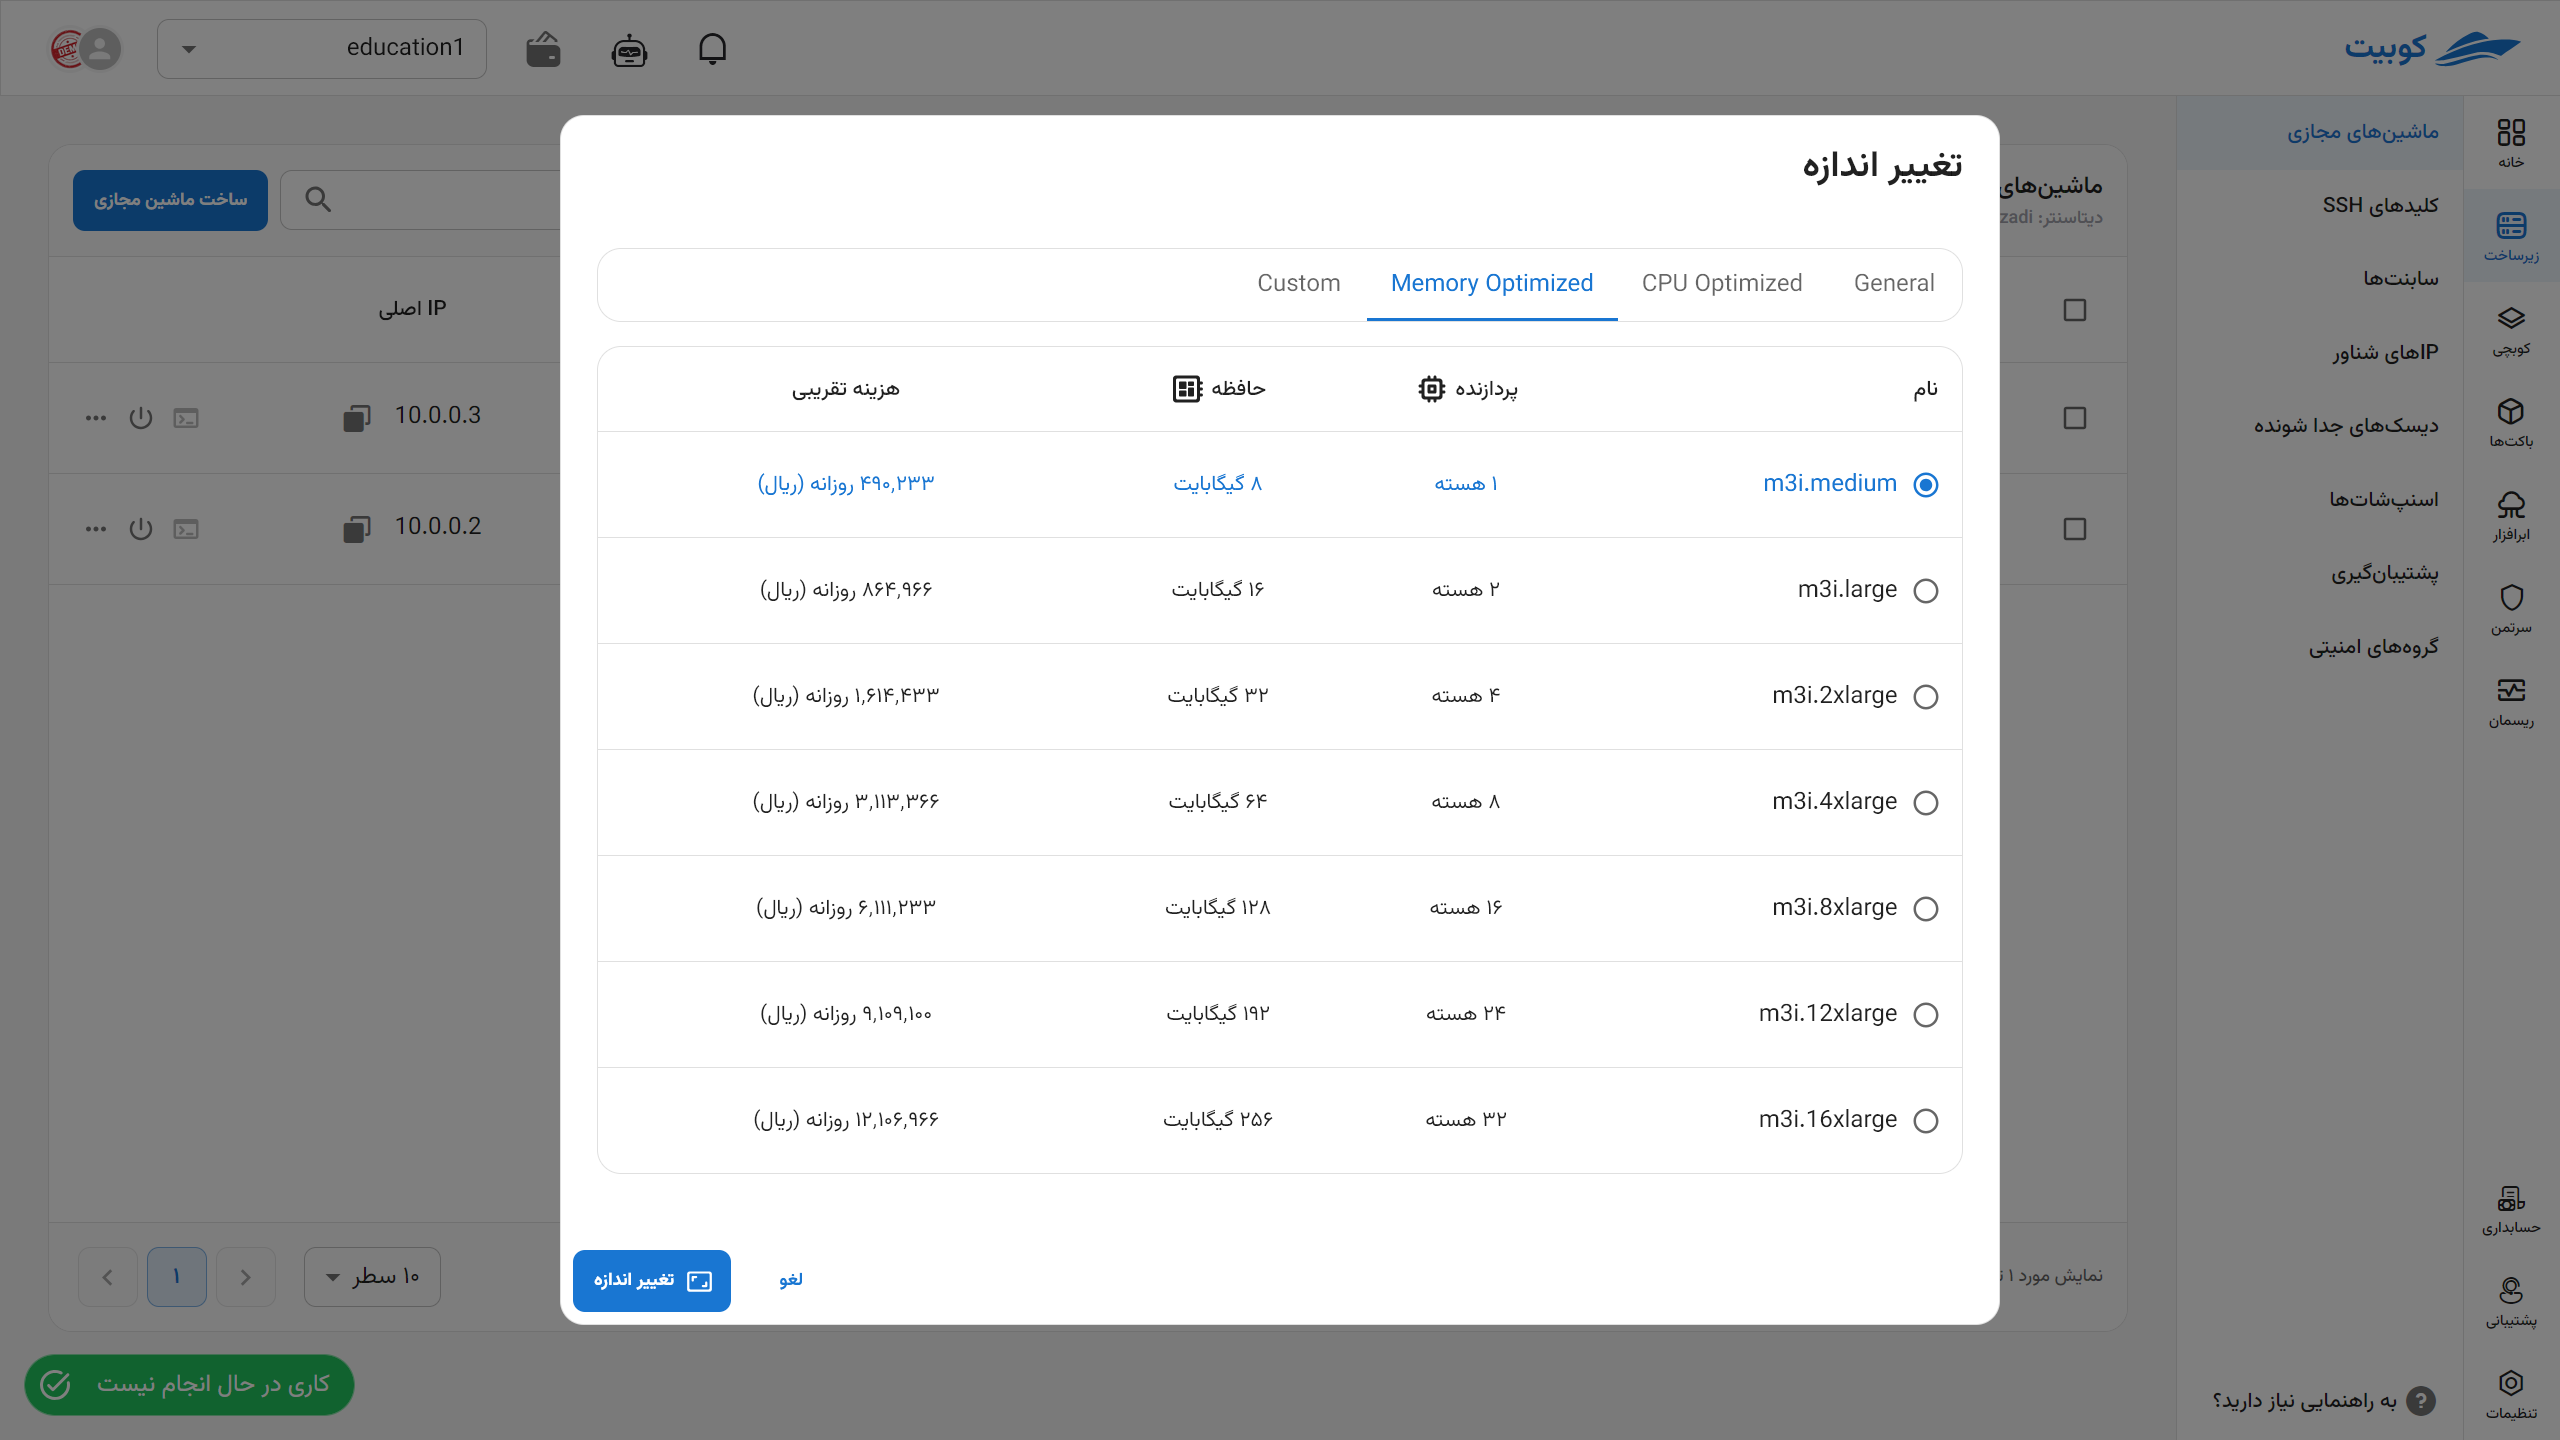 کوبیت
education1
DEMO
خانه
زیرساخت
کوبچی
باکت‌ها
ابرافزار
سرتمن
ریسمان
حسابداری
پشتیبانی
تنظیمات
ماشین‌های مجازی
کلیدهای SSH
سابنت‌ها
IPهای شناور
دیسک‌های جدا شونده
اسنپ‌شات‌ها
پشتیبان‌گیری
گروه‌های امنیتی
به راهنمایی نیاز دارید؟
ماشین‌های
دیتاسنتر: zadi
ساخت ماشین مجازی
IP اصلی
10.0.0.3
10.0.0.2
تغییر اندازه
General CPU Optimized Memory Optimized Custom
نام پردازنده حافظه هزینه تقریبی
m3i.medium ۱ هسته ۸ گیگابایت ۴۹۰,۲۳۳ روزانه (ریال)
m3i.large ۲ هسته ۱۶ گیگابایت ۸۶۴,۹۶۶ روزانه (ریال)
m3i.2xlarge ۴ هسته ۳۲ گیگابایت ۱,۶۱۴,۴۳۳ روزانه (ریال)
m3i.4xlarge ۸ هسته ۶۴ گیگابایت ۳,۱۱۳,۳۶۶ روزانه (ریال)
m3i.8xlarge ۱۶ هسته ۱۲۸ گیگابایت ۶,۱۱۱,۲۳۳ روزانه (ریال)
m3i.12xlarge ۲۴ هسته ۱۹۲ گیگابایت ۹,۱۰۹,۱۰۰ روزانه (ریال)
m3i.16xlarge ۳۲ هسته ۲۵۶ گیگابایت ۱۲,۱۰۶,۹۶۶ روزانه (ریال)
لغو
تغییر اندازه
نمایش مورد ۱
۱۰ سطر
۱
کاری در حال انجام نیست